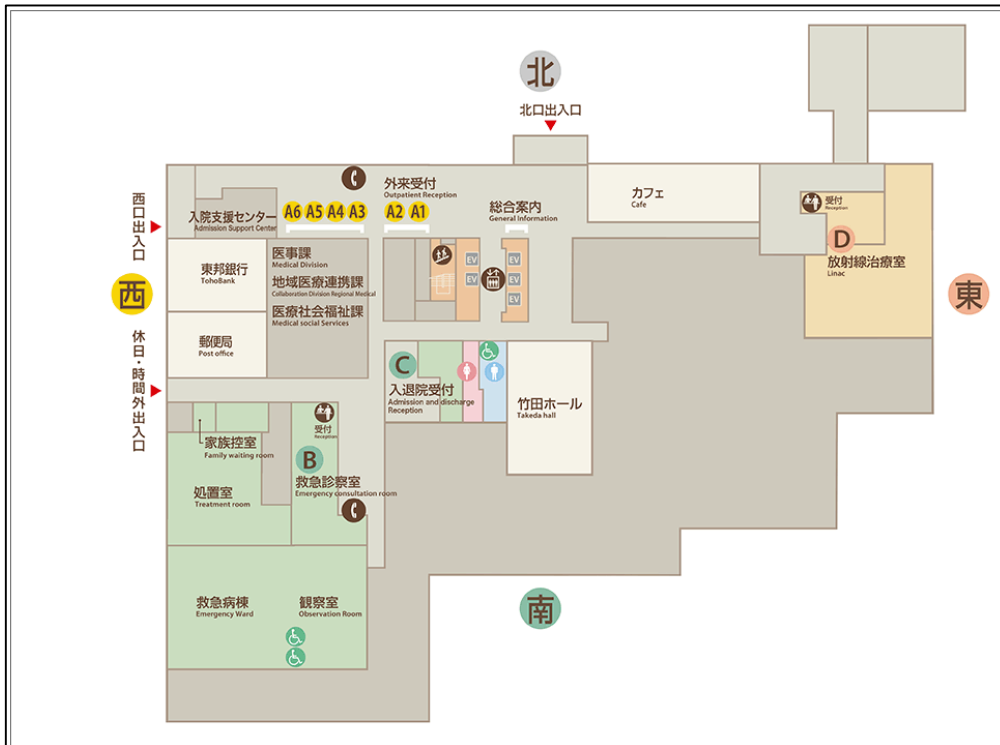 北
北口出入口
外来受付
Outpatient Reception
カフェ
Cafe
受付
Reception
西口出入口
入院支援センター
Admission Support Center
A6 A5 A4 A3 A2 A1
総合案内
General Information
D
放射線治療室
Linac
東邦銀行
TohoBank
医事課
Medical Division
地域医療連携課
Collaboration Division Regional Medical
医療社会福祉課
Medical social Services
EV
EV
EV
EV
EV
西
東
郵便局
Post office
休日・時間外出入口
C
入退院受付
Admission and discharge
Reception
竹田ホール
Takeda hall
受付
Reception
家族控室
Family waiting room
B
救急診察室
Emergency consultation room
処置室
Treatment room
救急病棟
Emergency Ward
観察室
Observation Room
南